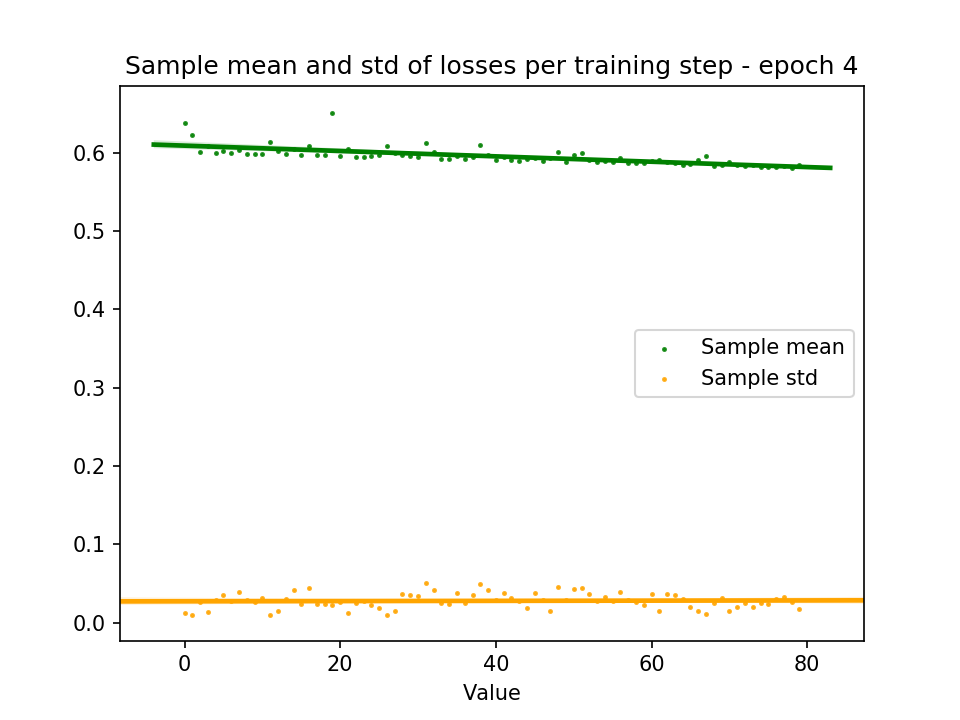 Sample mean and std of losses per training step - epoch 4
0.6
0.5
0.4
0.3
0.2
0.1
0.0
Sample mean
Sample std
0 20 40 60 80
Value